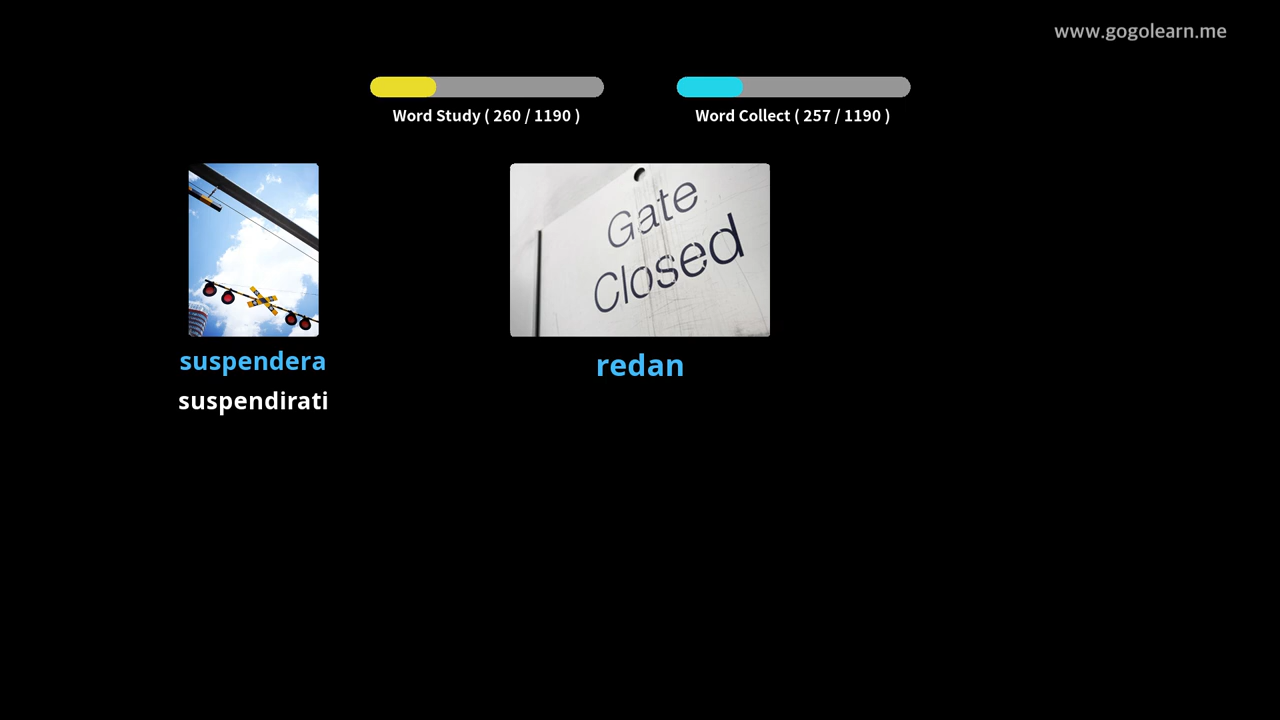 www.gogolearn.me
Word Study ( 260 / 1190 )
Word Collect ( 257 / 1190 )
Gate
Closed
suspendera
redan
suspendirati